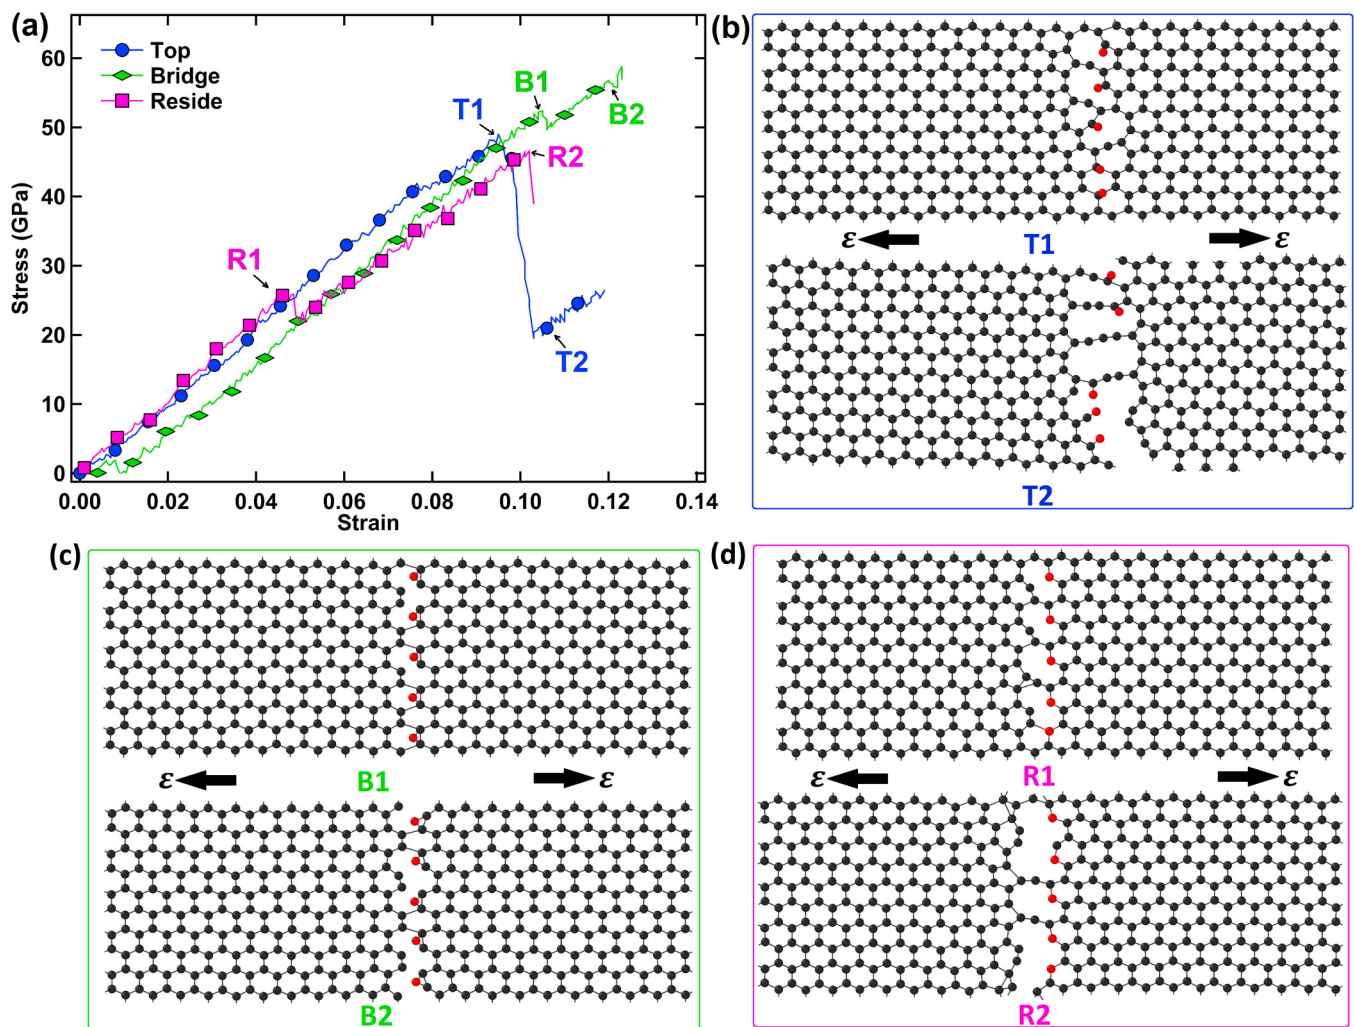 (a)
Top
Bridge
Reside
60
50
40
30
20
10
0
Stress (GPa)
0.00 0.02 0.04 0.06 0.08 0.10 0.12 0.14
Strain
R1
T1
B1
B2
R2
T2
(b)
ε T1 ε
T2
(c)
ε B1 ε
B2
(d)
ε R1 ε
R2